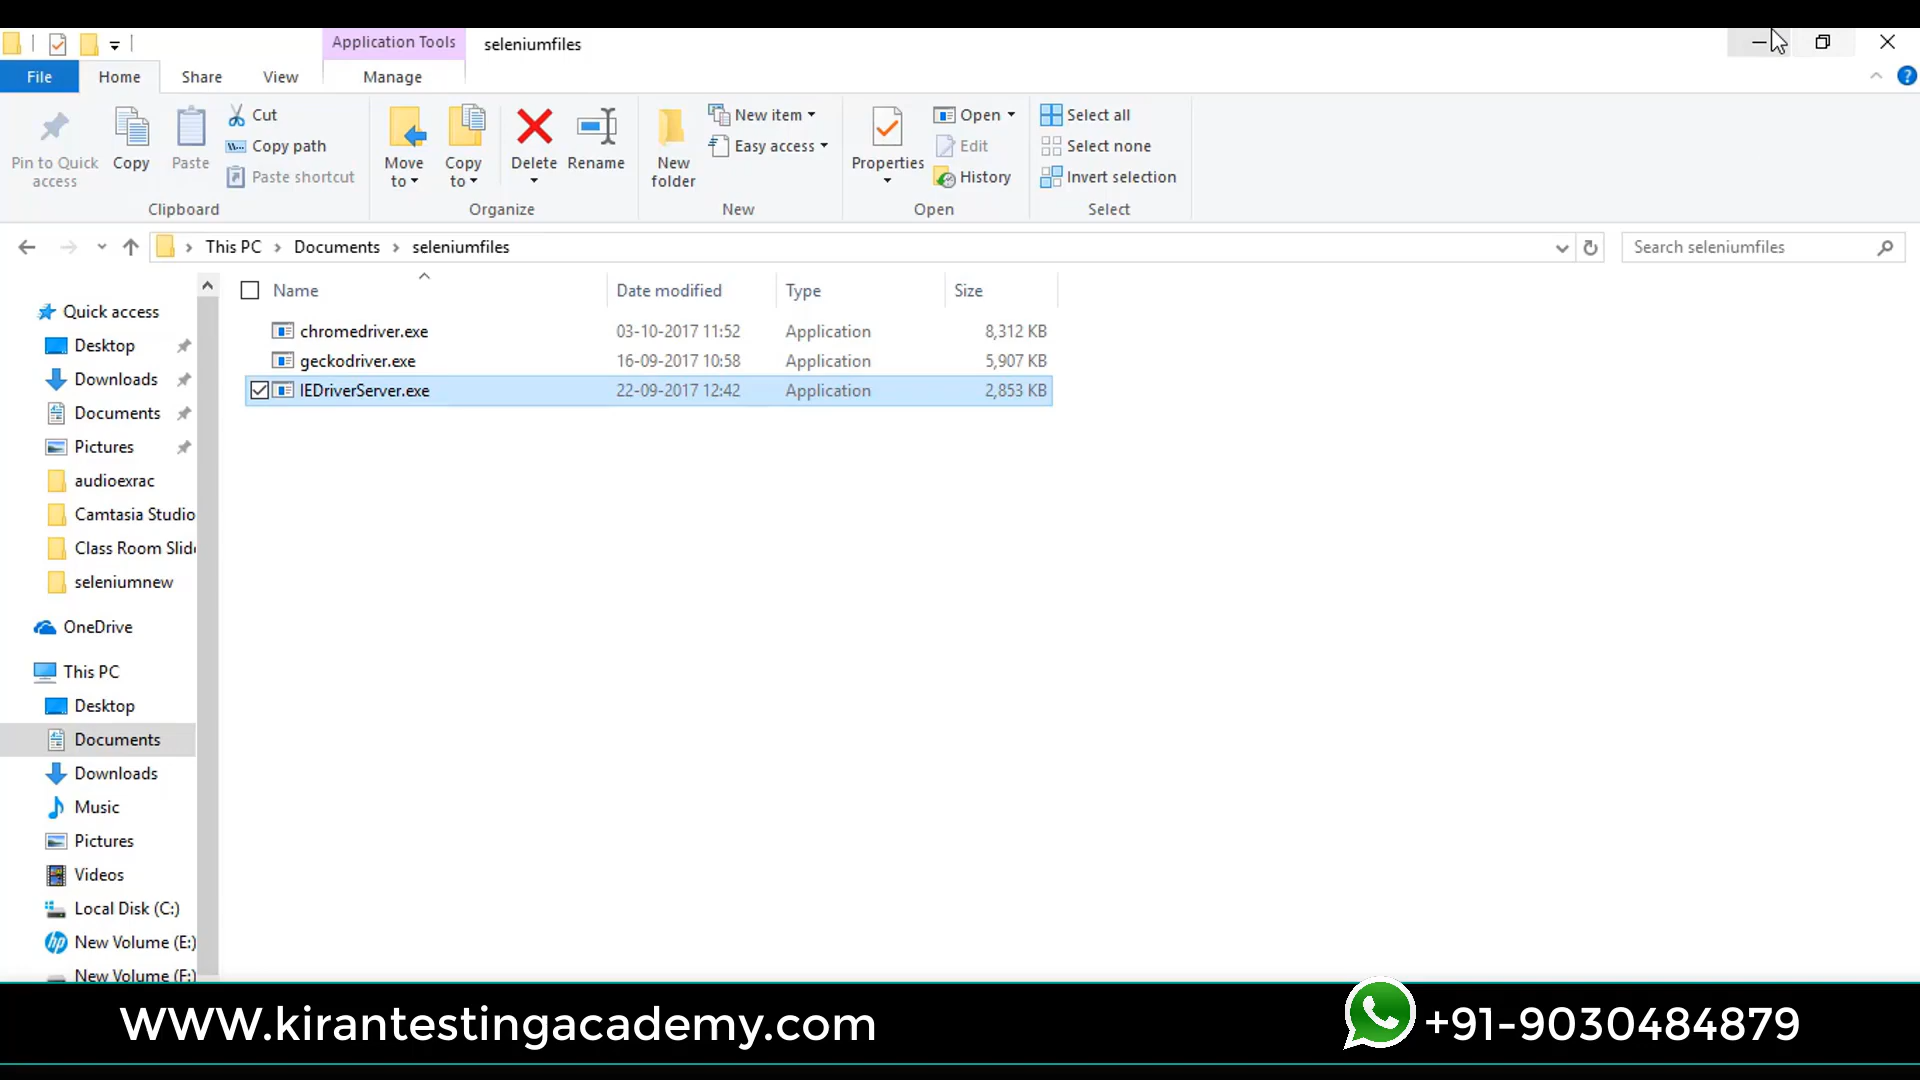 Application Tools
seleniumfiles
File
Home
Share
View
Manage
Pin to Quick access
Copy
Paste
Cut
Copy path
Paste shortcut
Clipboard
Move to
Copy to
Delete
Rename
Organize
New folder
New item
Easy access
New
Properties
Open
Edit
History
Open
Select all
Select none
Invert selection
Select
This PC
Documents
seleniumfiles
Search seleniumfiles
Name
Date modified
Type
Size
chromedriver.exe 03-10-2017 11:52 Application 8,312 KB
geckodriver.exe 16-09-2017 10:58 Application 5,907 KB
IEDriverServer.exe 22-09-2017 12:42 Application 2,853 KB
Quick access
Desktop
Downloads
Documents
Pictures
audioexrac
Camtasia Studio
Class Room Slid
seleniumnew
OneDrive
This PC
Desktop
Documents
Downloads
Music
Pictures
Videos
Local Disk (C:)
New Volume (E:)
New Volume (F:)
WWW.kirantestingacademy.com
+91-9030484879